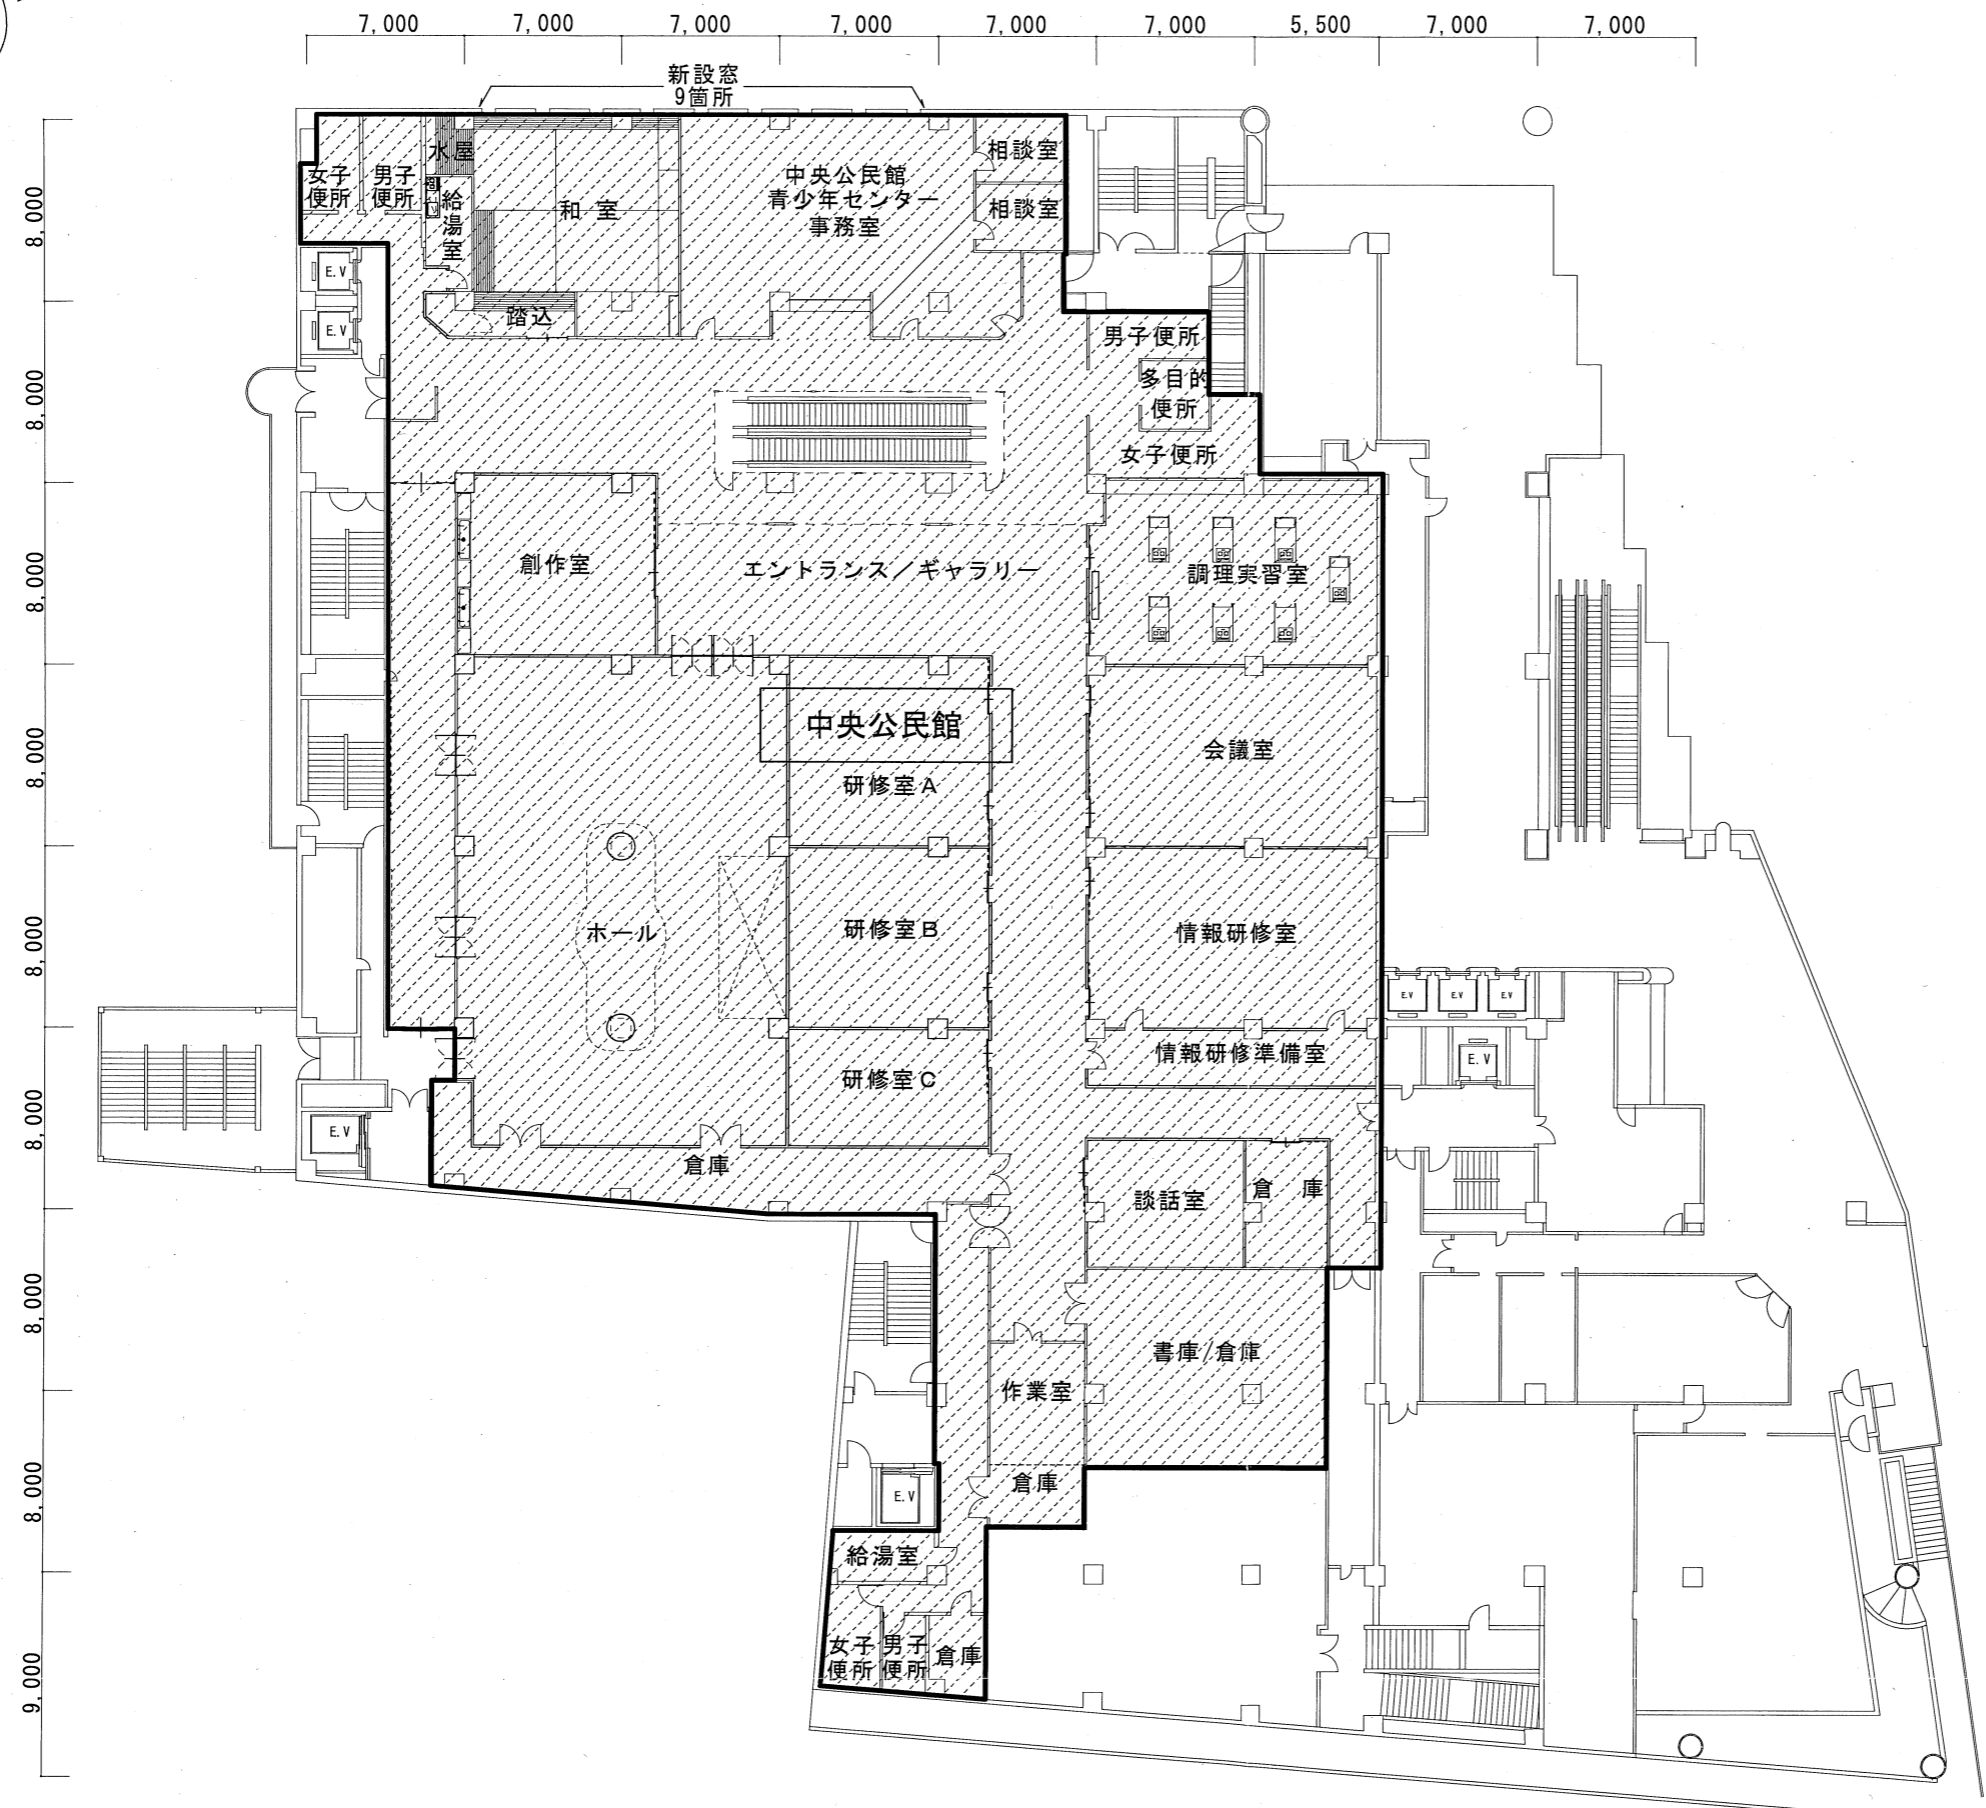 7,000 7,000 7,000 7,000 7,000 7,000 5,500 7,000 7,000
新設窓
9箇所
8,000
8,000
8,000
8,000
8,000
8,000
8,000
8,000
9,000
女子
便所
男子
便所
水屋
給湯室
和室
踏込
中央公民館
青少年センター
事務室
相談室
相談室
E.V
E.V
男子便所
多目的
便所
女子便所
創作室
エントランス/ギャラリー
調理実習室
中央公民館
研修室A
会議室
ホール
研修室B
情報研修室
E.V E.V E.V
E.V
研修室C
情報研修準備室
E.V
倉庫
談話室
倉庫
書庫/倉庫
作業室
倉庫
E.V
給湯室
女子
便所
男子
便所
倉庫